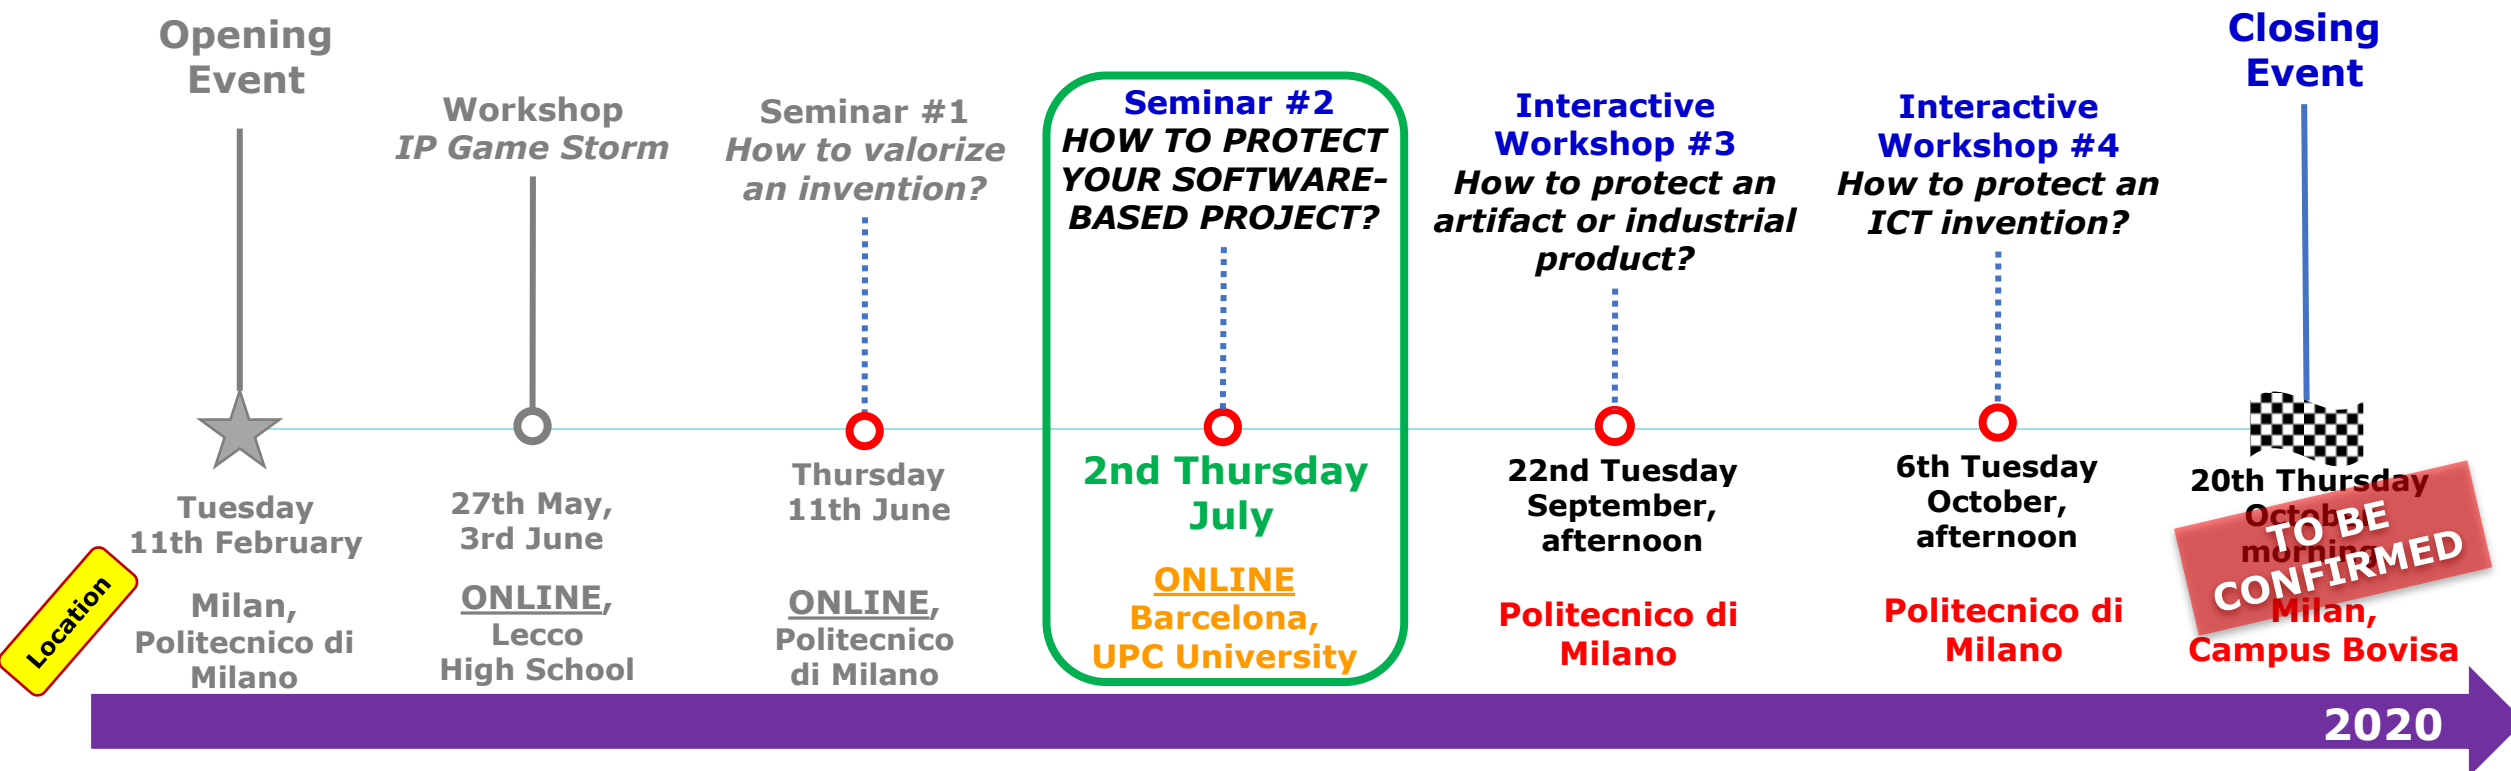 Opening
Event
Workshop
IP Game Storm
Seminar #1
How to valorize
an invention?
Seminar #2
HOW TO PROTECT
YOUR SOFTWARE-
BASED PROJECT?
Interactive
Workshop #3
How to protect an
artifact or industrial
product?
Interactive
Workshop #4
How to protect an
ICT invention?
Closing
Event
Tuesday
11th February
27th May,
3rd June
Thursday
11th June
2nd Thursday
July
22nd Tuesday
September,
afternoon
6th Tuesday
October,
afternoon
20th Thursday
October
morning
TO BE
CONFIRMED
Location
Milan,
Politecnico di
Milano
ONLINE,
Lecco
High School
ONLINE,
Politecnico
di Milano
ONLINE
Barcelona,
UPC University
Politecnico di
Milano
Politecnico di
Milano
Milan,
Campus Bovisa
2020